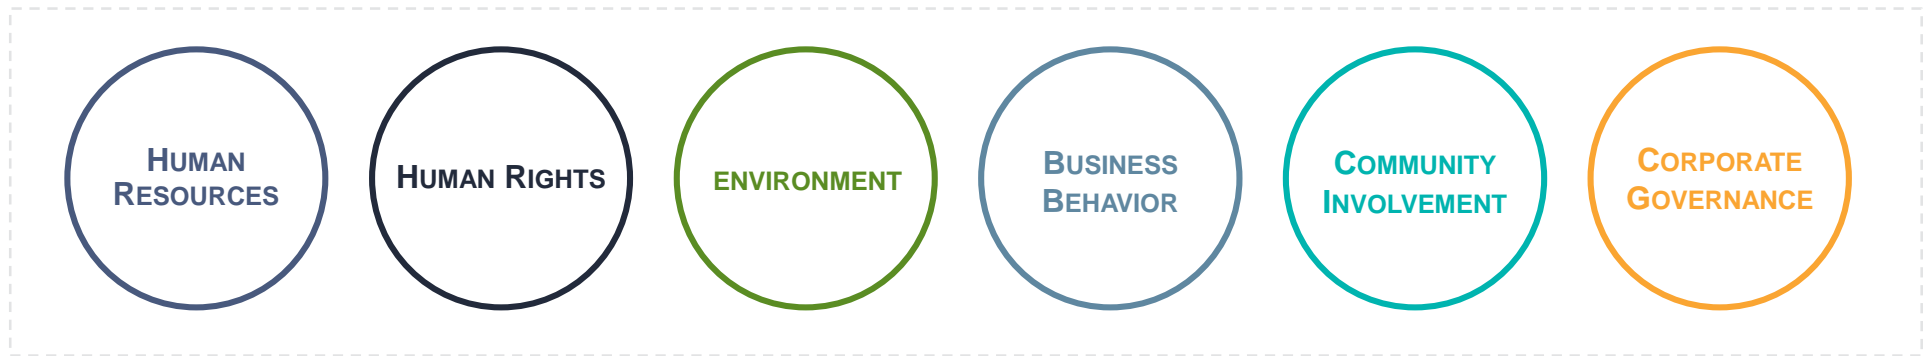 HUMAN
RESOURCES
HUMAN RIGHTS
ENVIRONMENT
BUSINESS
BEHAVIOR
COMMUNITY
INVOLVEMENT
CORPORATE
GOVERNANCE